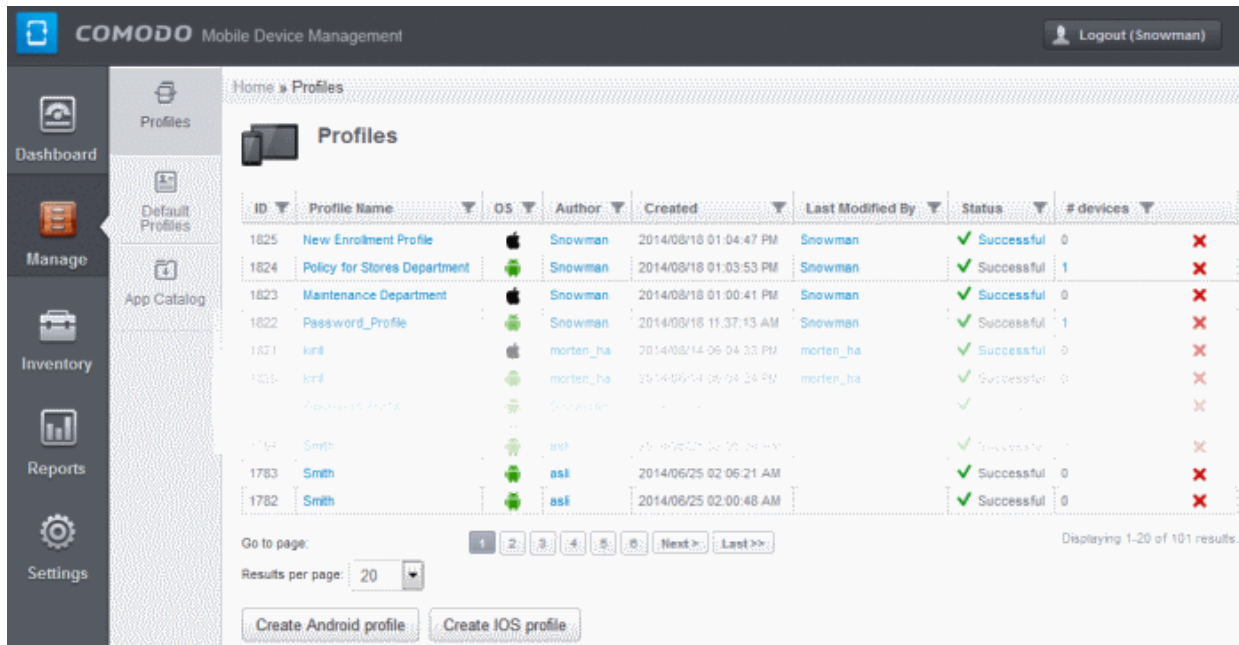 COMODO Mobile Device Management
Logout (Snowman)
Dashboard
Manage
Inventory
Reports
Settings
Profiles
Default
Profiles
App Catalog
Home » Profiles
Profiles
ID Profile Name OS Author Created Last Modified By Status # devices
1825 New Enrollment Profile Snowman 2014/08/18 01:04:47 PM Snowman Successful 0
1824 Policy for Stores Department Snowman 2014/08/18 01:03:53 PM Snowman Successful 1
1823 Maintenance Department Snowman 2014/08/18 01:00:41 PM Snowman Successful 0
1822 Password_Profile Snowman 2014/08/18 11:37:13 AM Snowman Successful 1
1821 morten_ha 2014/08/14 06:04:33 PM morten_ha Successful 0
morten_ha morten_ha Successful
Smith asli
1783 Smith asli 2014/06/25 02:06:21 AM Successful 0
1782 Smith asli 2014/06/25 02:00:48 AM Successful 0
Go to page: 1 2 3 4 5 6 Next > Last >>
Displaying 1-20 of 101 results.
Results per page: 20
Create Android profile Create IOS profile